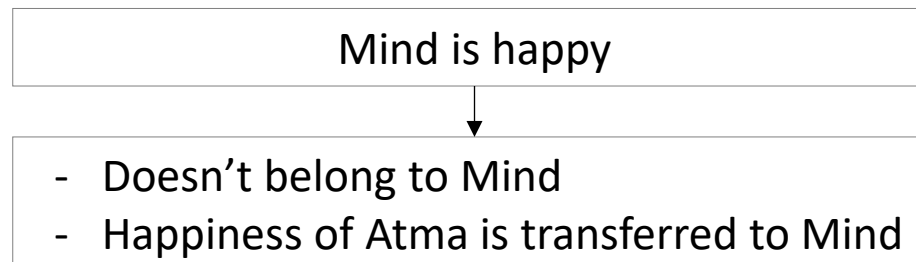 Mind is happy
- Doesn’t belong to Mind
- Happiness of Atma is transferred to Mind